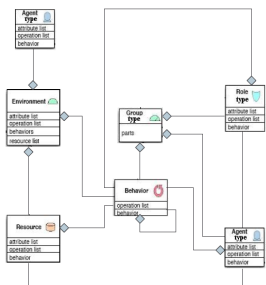 Agent
type
attribute list
operation list
behavior
Environment
attribute list
operation list
behaviors
resource list
Group
type
parts
Role
type
attribute list
operation list
behavior
Behavior
operation list
behavior
Resource
attribute list
operation list
behavior
Agent
type
attribute list
operation list
behavior